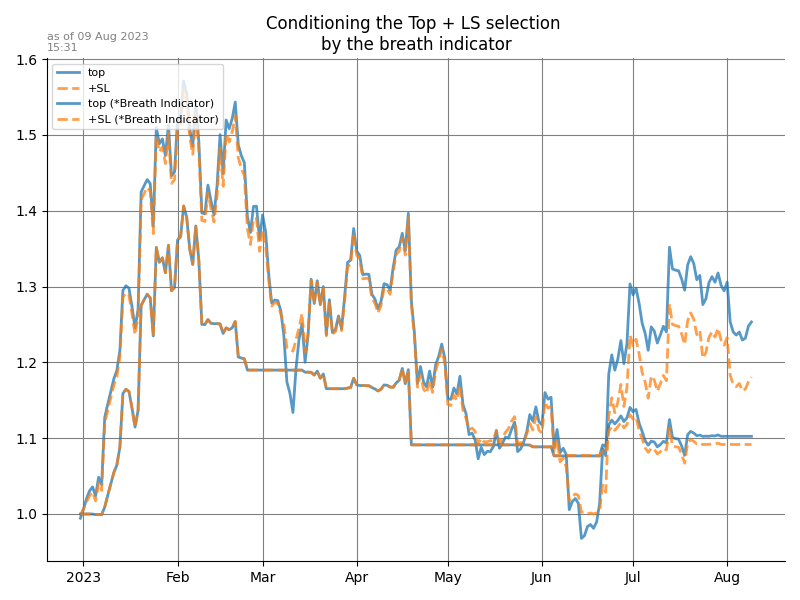 Conditioning the Top + LS selection
by the breath indicator
as of 09 Aug 2023
15:31
top
+SL
top (*Breath Indicator)
+SL (*Breath Indicator)
1.6
1.5
1.4
1.3
1.2
1.1
1.0
2023 Feb Mar Apr May Jun Jul Aug